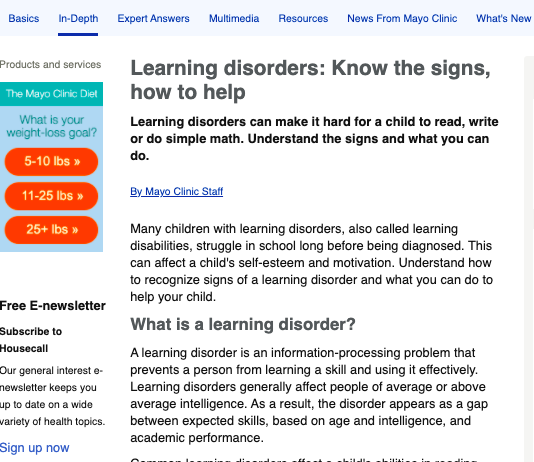 Basics In-Depth Expert Answers Multimedia Resources News From Mayo Clinic What's New
Products and services
The Mayo Clinic Diet
What is your
weight-loss goal?
5-10 lbs »
11-25 lbs »
25+ lbs »
Free E-newsletter
Subscribe to
Housecall
Our general interest e-
newsletter keeps you
up to date on a wide
variety of health topics.
Sign up now
Learning disorders: Know the signs,
how to help
Learning disorders can make it hard for a child to read, write
or do simple math. Understand the signs and what you can
do.
By Mayo Clinic Staff
Many children with learning disorders, also called learning
disabilities, struggle in school long before being diagnosed. This
can affect a child's self-esteem and motivation. Understand how
to recognize signs of a learning disorder and what you can do to
help your child.
What is a learning disorder?
A learning disorder is an information-processing problem that
prevents a person from learning a skill and using it effectively.
Learning disorders generally affect people of average or above
average intelligence. As a result, the disorder appears as a gap
between expected skills, based on age and intelligence, and
academic performance.
Common learning disorders affect a child's abilities in reading